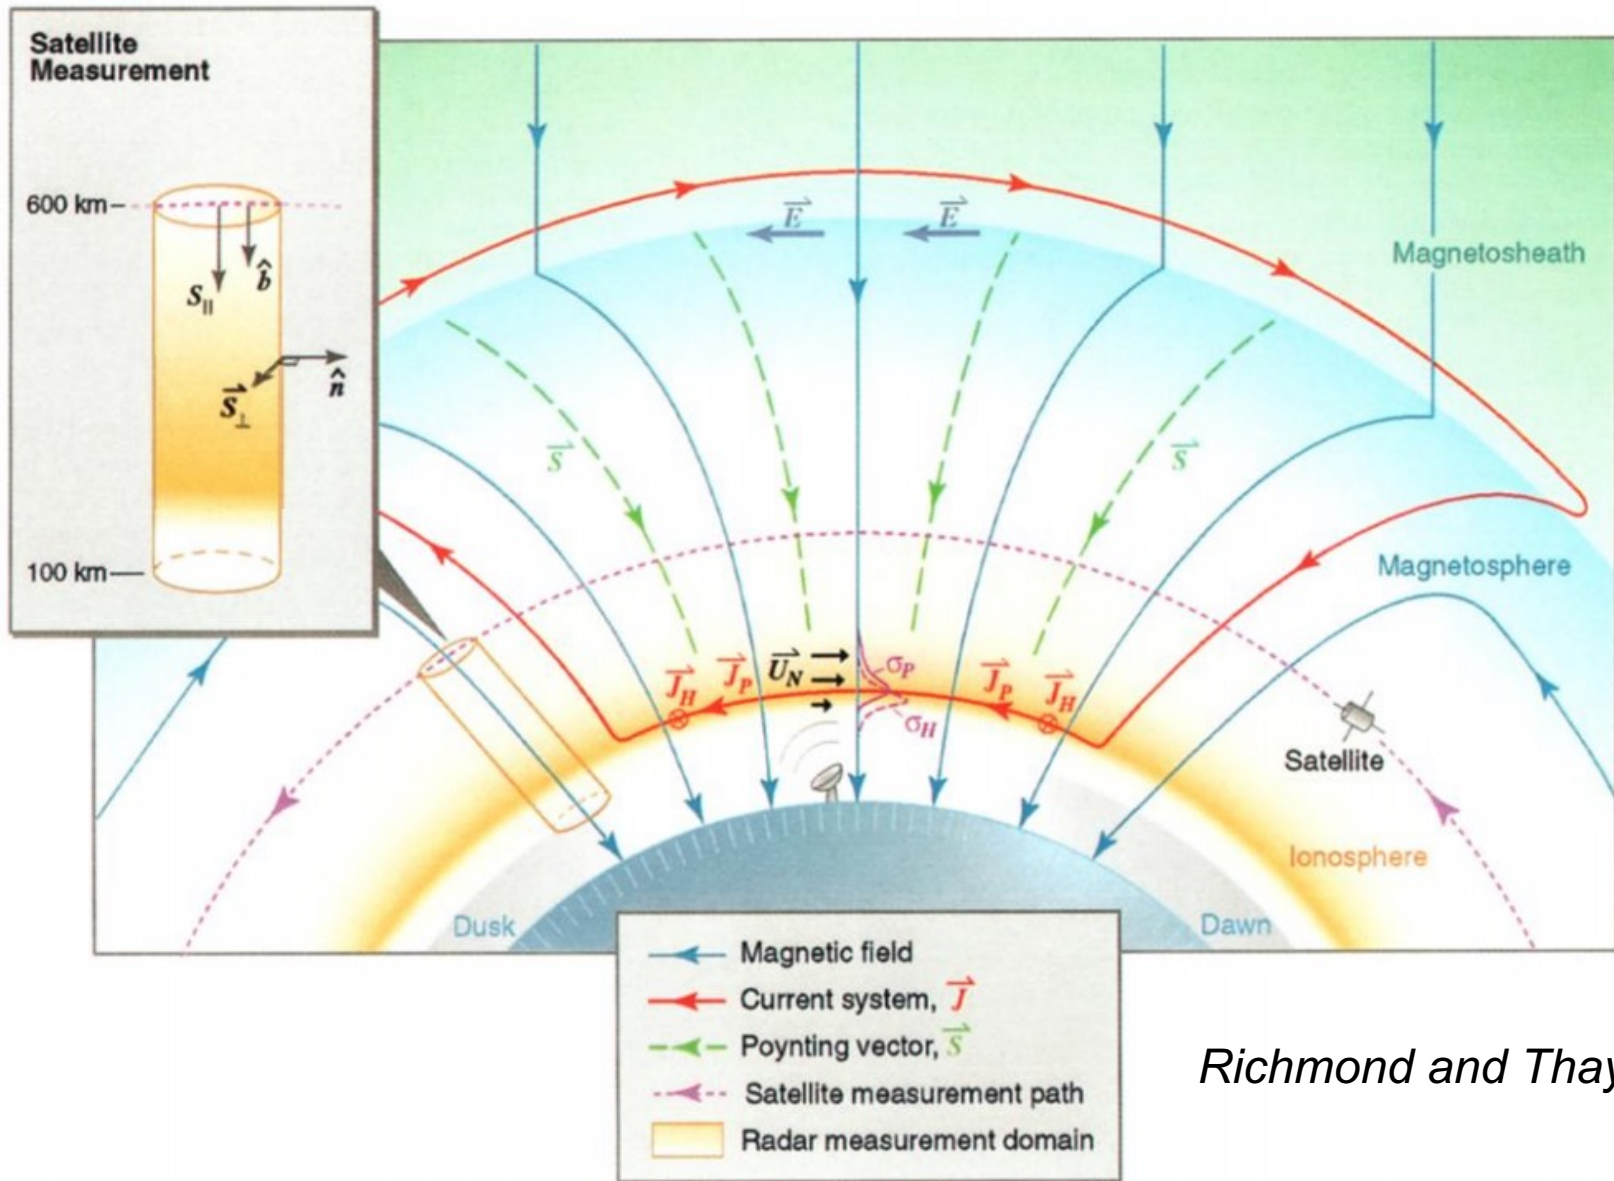 Satellite
Measurement
600 km
S||
b̂
S⊥
n̂
100 km
E
E
Magnetosheath
S
S
Magnetosphere
J_H
J_P
U_N
σ_P
J_P
J_H
σ_H
Satellite
Ionosphere
Dusk
Dawn
Magnetic field
Current system, J
Poynting vector, S
Satellite measurement path
Radar measurement domain
Richmond and Thay